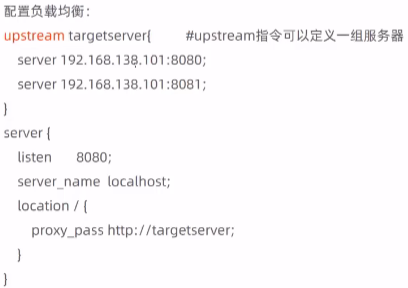 配置负载均衡：
upstream targetserver{ #upstream指令可以定义一组服务器
server 192.168.138.101:8080;
server 192.168.138.101:8081;
}
server {
listen 8080;
server_name localhost;
location / {
proxy_pass http://targetserver;
}
}